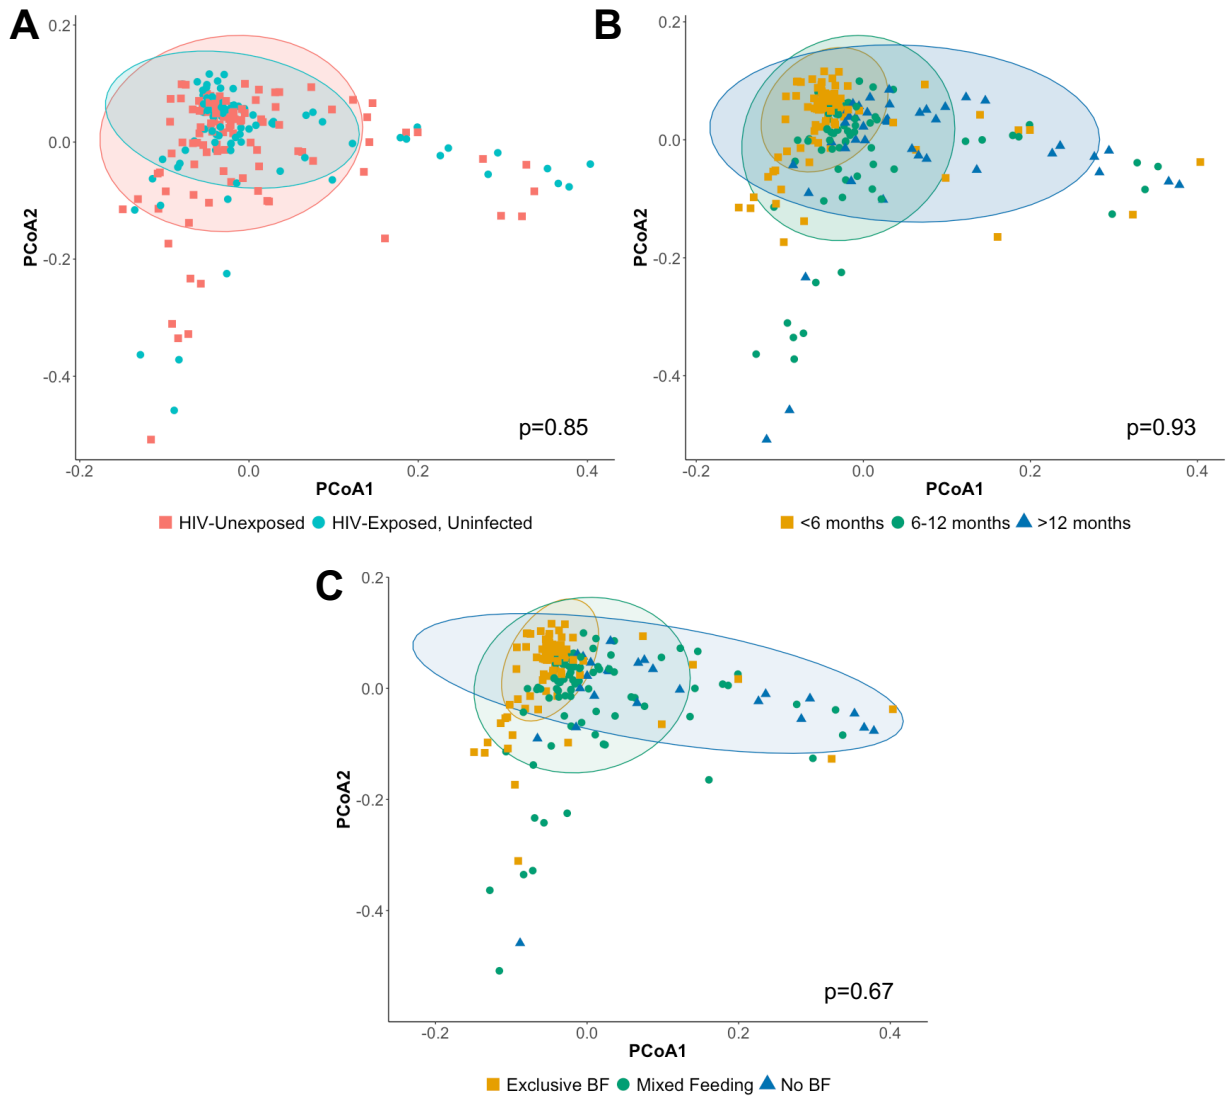 A
0.2
0.0
-0.2
-0.4
PCoA2
p=0.85
-0.2 0.0 0.2 0.4
PCoA1
HIV-Unexposed HIV-Exposed, Uninfected
B
0.2
0.0
-0.2
-0.4
PCoA2
p=0.93
-0.2 0.0 0.2 0.4
PCoA1
<6 months 6-12 months >12 months
C
0.2
0.0
-0.2
-0.4
PCoA2
p=0.67
-0.2 0.0 0.2 0.4
PCoA1
Exclusive BF Mixed Feeding No BF